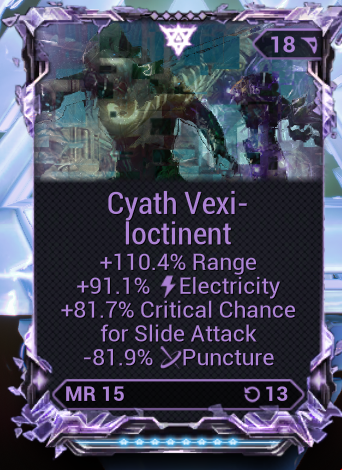 18
Cyath Vexi-
loctinent
+110.4% Range
+91.1% Electricity
+81.7% Critical Chance
for Slide Attack
-81.9% Puncture
MR 15 13